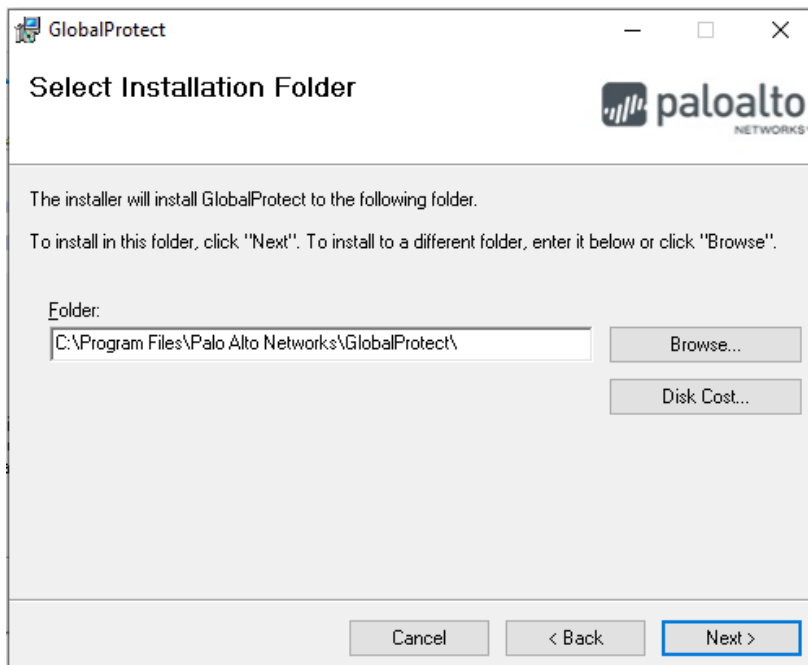 GlobalProtect
Select Installation Folder
paloalto
NETWORKS
The installer will install GlobalProtect to the following folder.
To install in this folder, click "Next". To install to a different folder, enter it below or click "Browse".
Folder:
C:\Program Files\Palo Alto Networks\GlobalProtect\
Browse...
Disk Cost...
Cancel
< Back
Next >